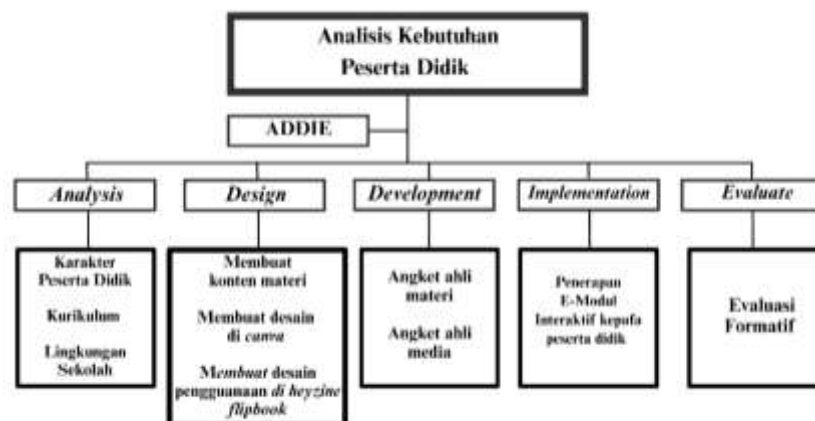 Analisis Kebutuhan
Peserta Didik
ADDIE
Analysis
Design
Development
Implementation
Evaluate
Karakter
Peserta Didik
Kurikulum
Lingkungan
Sekolah
Membuat
konten materi
Membuat desain
di canva
Membuat desain
pengguanaan di heyzine
flipbook
Angket ahli
materi
Angket ahli
media
Penerapan
E-Modul
Interaktif kepufa
peserta didik
Evaluasi
Formatif